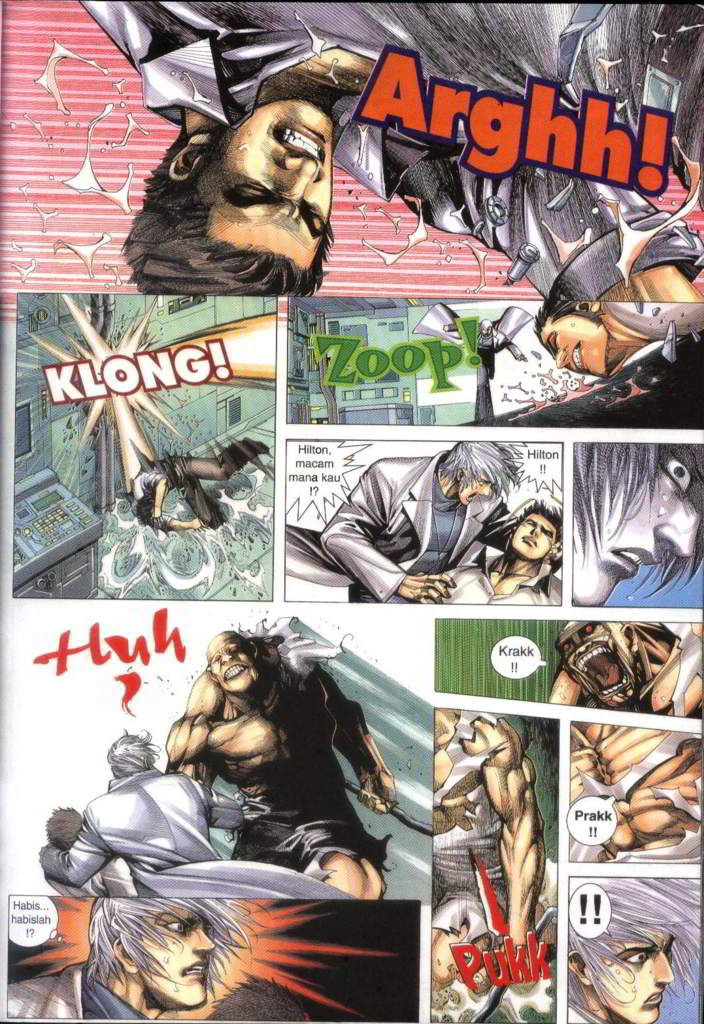 Arghh!
KLONG!
Zoop!
Hilton,
macam
mana kau
!?
Hilton
!!
Huh
?
Krakk
!!
Prakk
!!
Pukk
Habis...
habislah
!?
!!